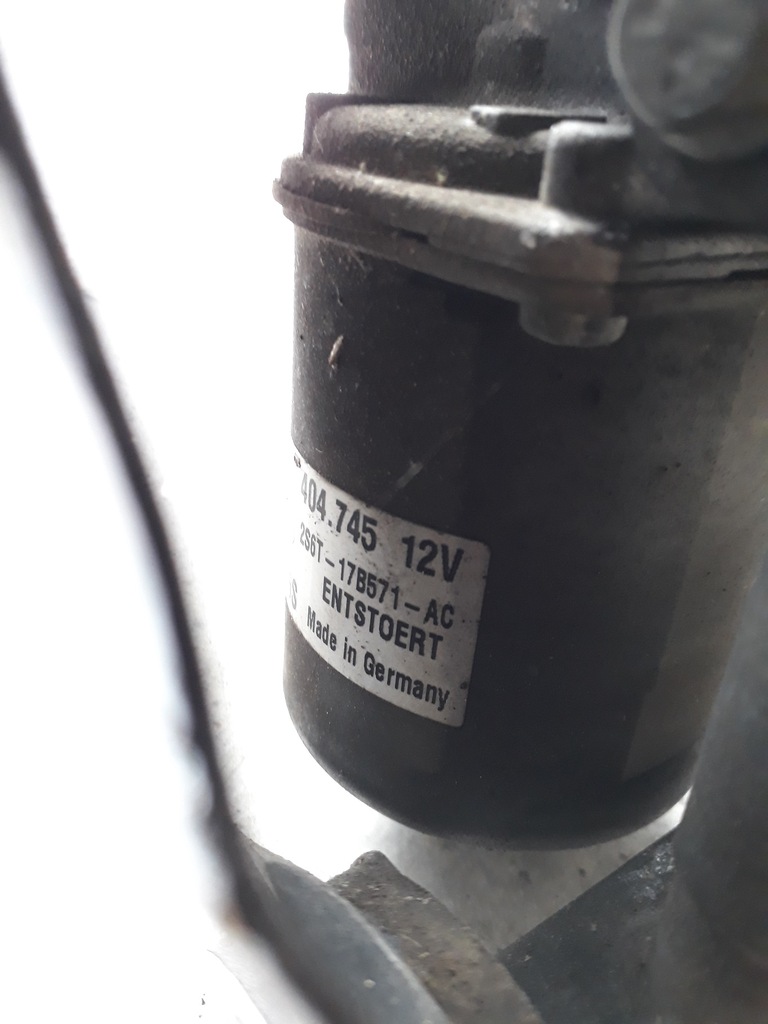 404.745 12V
2S6T-17B571-AC
ENTSTOERT
S Made in Germany